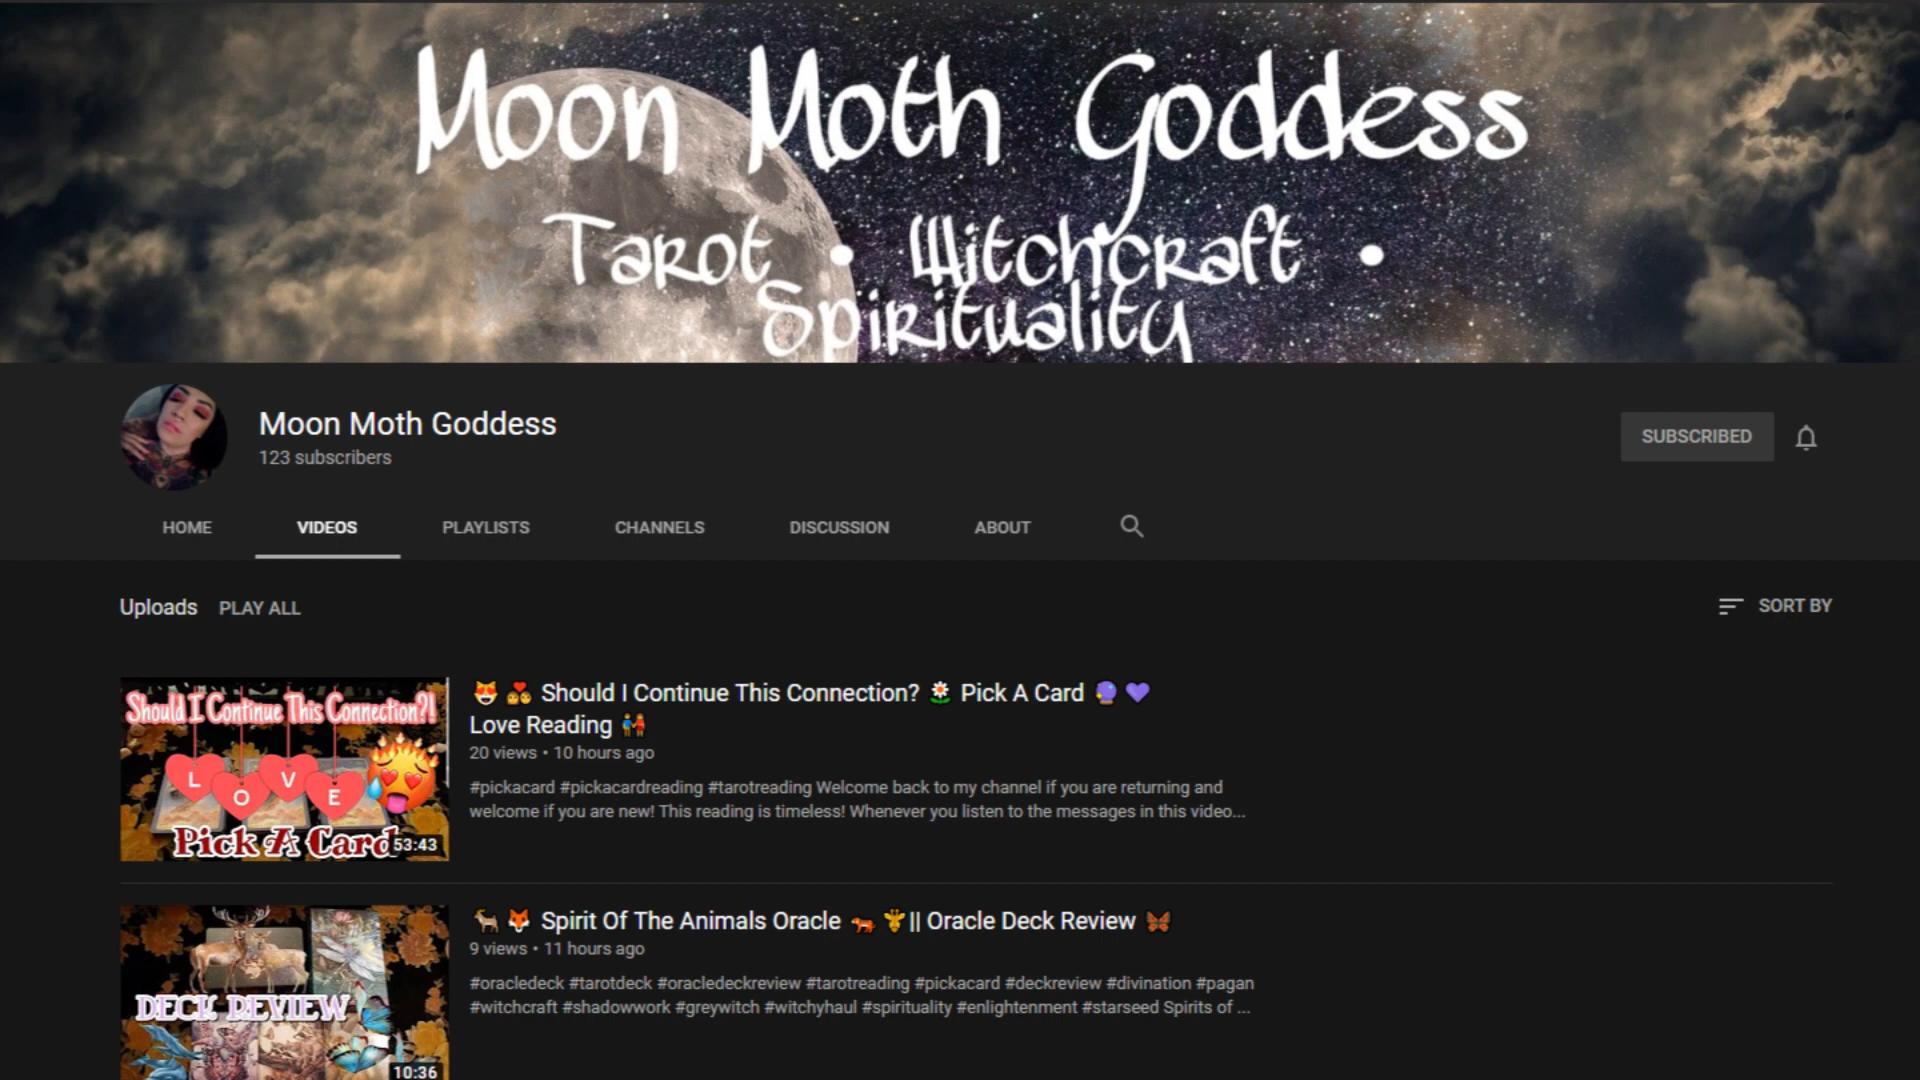 Moon Moth Goddess
Tarot • Witchcraft •
Spirituality
Moon Moth Goddess
123 subscribers
SUBSCRIBED
HOME VIDEOS PLAYLISTS CHANNELS DISCUSSION ABOUT
Uploads PLAY ALL
SORT BY
Should I Continue This Connection?!
L O V E
Pick A Card
53:43
😻 💏 Should I Continue This Connection? 🌼 Pick A Card 🔮 💜
Love Reading 👫
20 views • 10 hours ago
#pickacard #pickacardreading #tarotreading Welcome back to my channel if you are returning and
welcome if you are new! This reading is timeless! Whenever you listen to the messages in this video...
DECK REVIEW
10:36
🐐 🦊 Spirit Of The Animals Oracle 🐅 🦒|| Oracle Deck Review 🦋
9 views • 11 hours ago
#oracledeck #tarotdeck #oracledeckreview #tarotreading #pickacard #deckreview #divination #pagan
#witchcraft #shadowwork #greywitch #witchyhaul #spirituality #enlightenment #starseed Spirits of ...